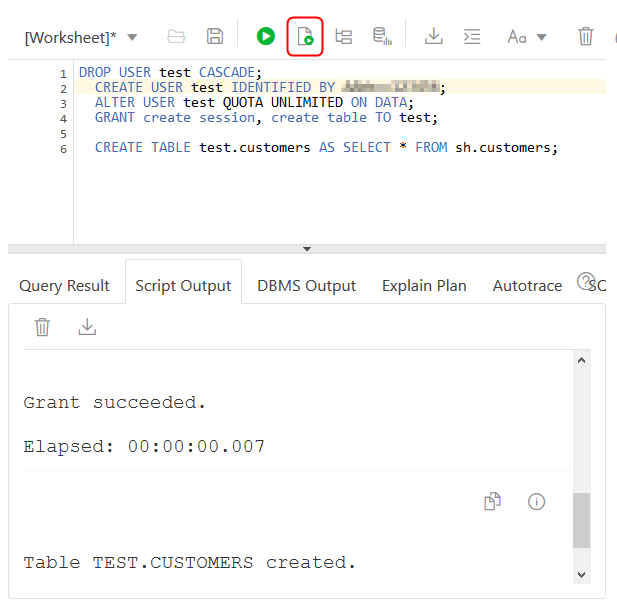 [Worksheet]*
Aa
1 DROP USER test CASCADE;
2 CREATE USER test IDENTIFIED BY ;
3 ALTER USER test QUOTA UNLIMITED ON DATA;
4 GRANT create session, create table TO test;
5
6 CREATE TABLE test.customers AS SELECT * FROM sh.customers;
Query Result Script Output DBMS Output Explain Plan Autotrace SQ
Grant succeeded.
Elapsed: 00:00:00.007
Table TEST.CUSTOMERS created.